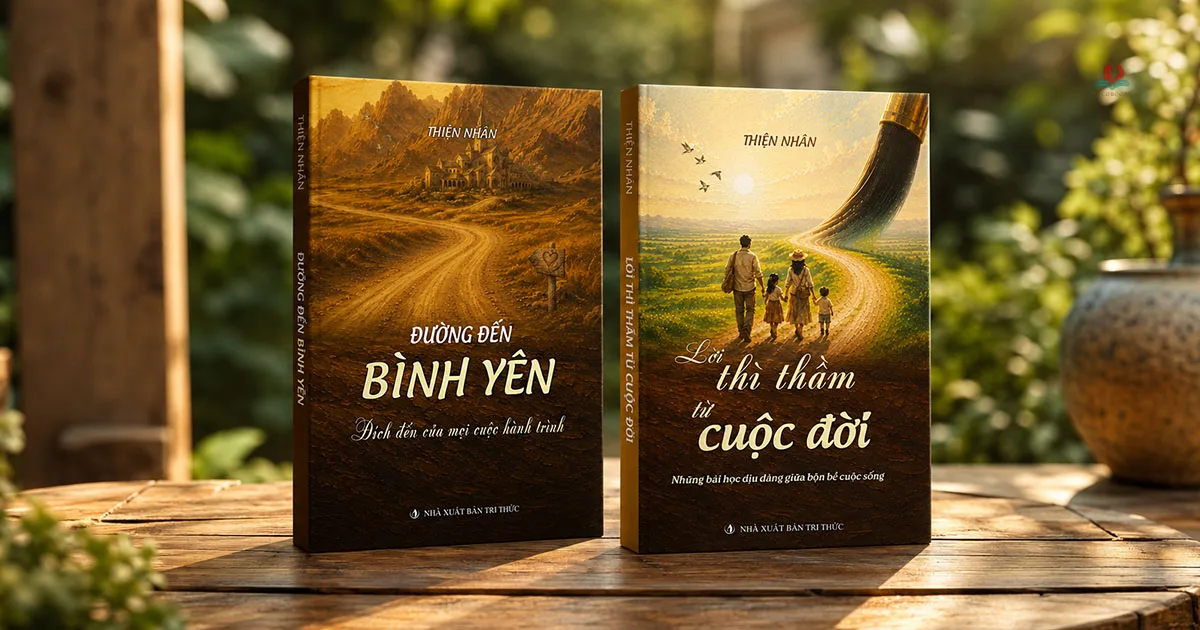 THIỆN NHÂN
ĐƯỜNG ĐẾN BÌNH YÊN
THIỆN NHÂN
ĐƯỜNG ĐẾN
BÌNH YÊN
Đích đến của mọi cuộc hành trình
NHÀ XUẤT BẢN TRI THỨC
THIỆN NHÂN
LỜI THÌ THẦM TỪ CUỘC ĐỜI
THIỆN NHÂN
Lời
thì thầm
từ
cuộc đời
Những bài học dịu dàng giữa bộn bề cuộc sống
NHÀ XUẤT BẢN TRI THỨC